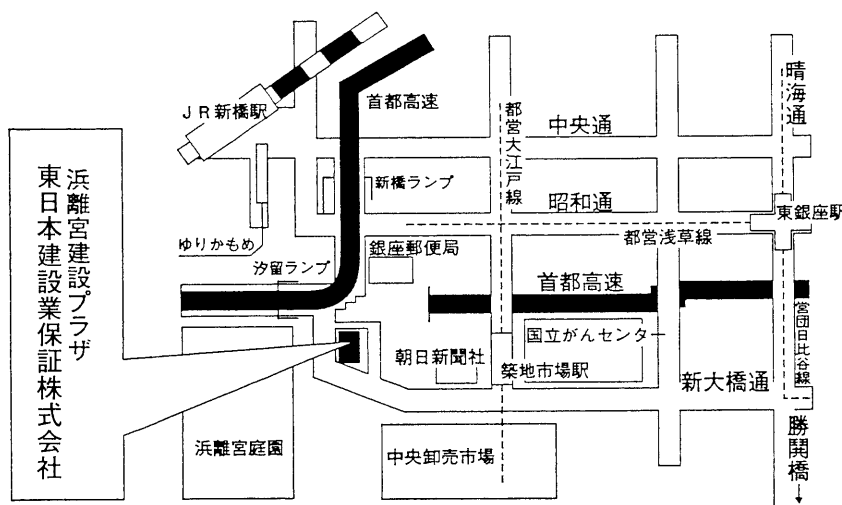 浜離宮建設プラザ
東日本建設業保証株式会社
JR新橋駅
首都高速
都営大江戸線
中央通
晴海通
新橋ランプ
昭和通
東銀座駅
ゆりかもめ
都営浅草線
汐留ランプ
銀座郵便局
首都高速
営団日比谷線
国立がんセンター
朝日新聞社
築地市場駅
新大橋通
浜離宮庭園
中央卸売市場
勝閧橋